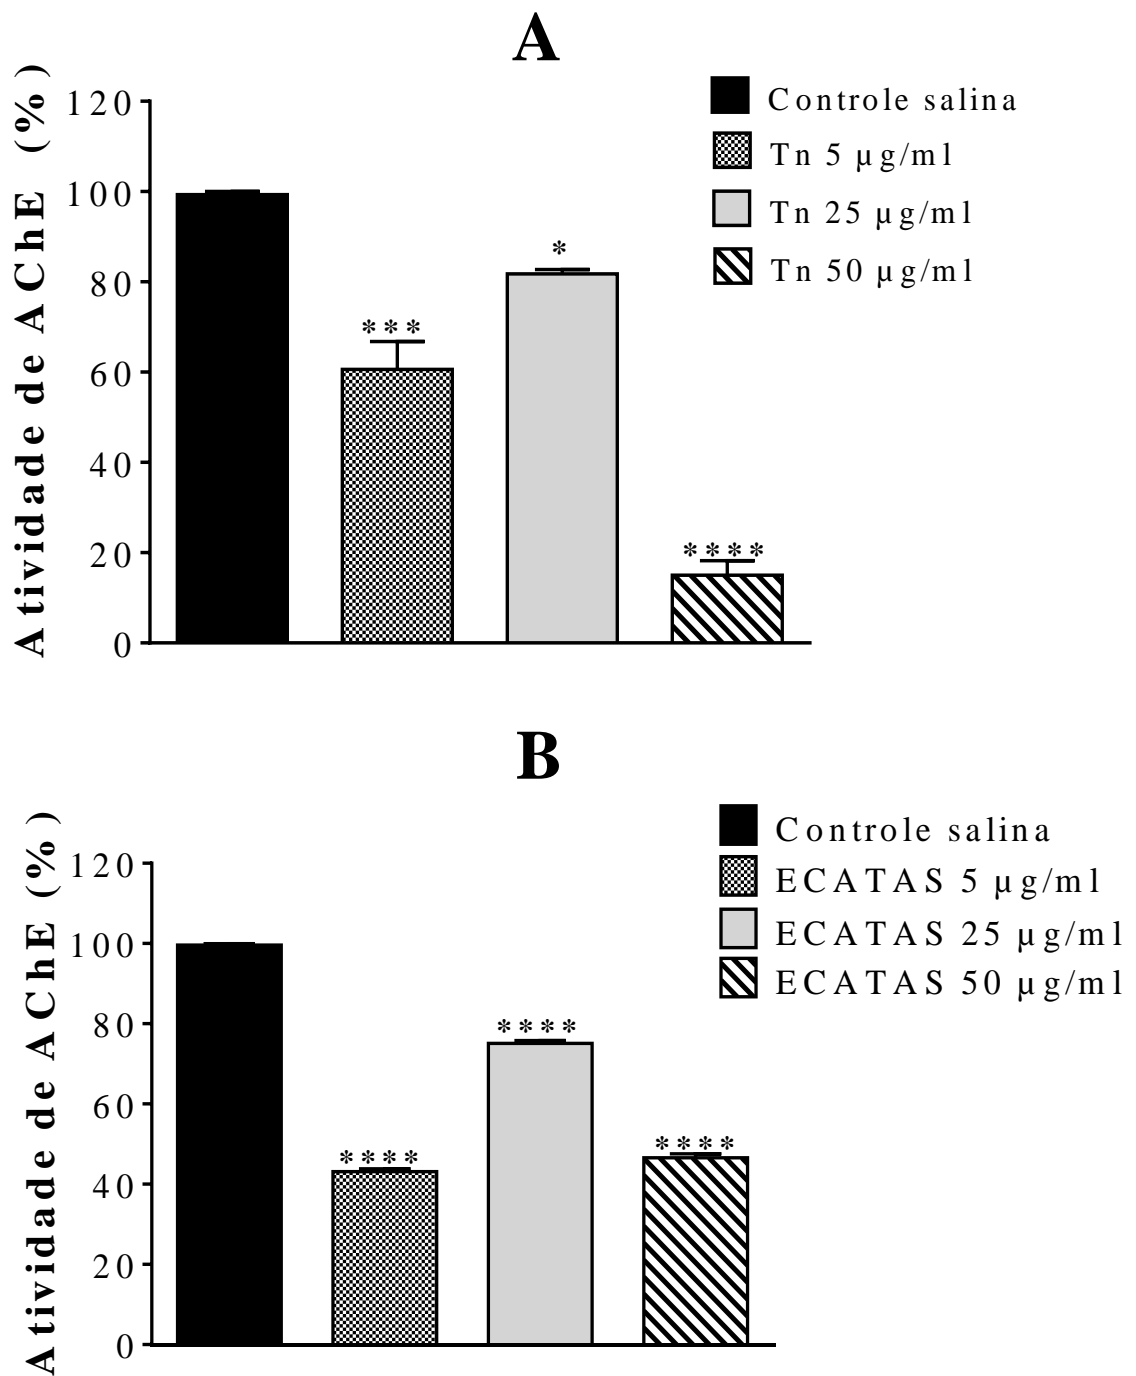 A
Atividade de AChE (%)
120
100
80
60
40
20
0
***
*
****
Controle salina
Tn 5 µg/ml
Tn 25 µg/ml
Tn 50 µg/ml
B
Atividade de AChE (%)
120
100
80
60
40
20
0
****
****
****
Controle salina
ECATAS 5 µg/ml
ECATAS 25 µg/ml
ECATAS 50 µg/ml